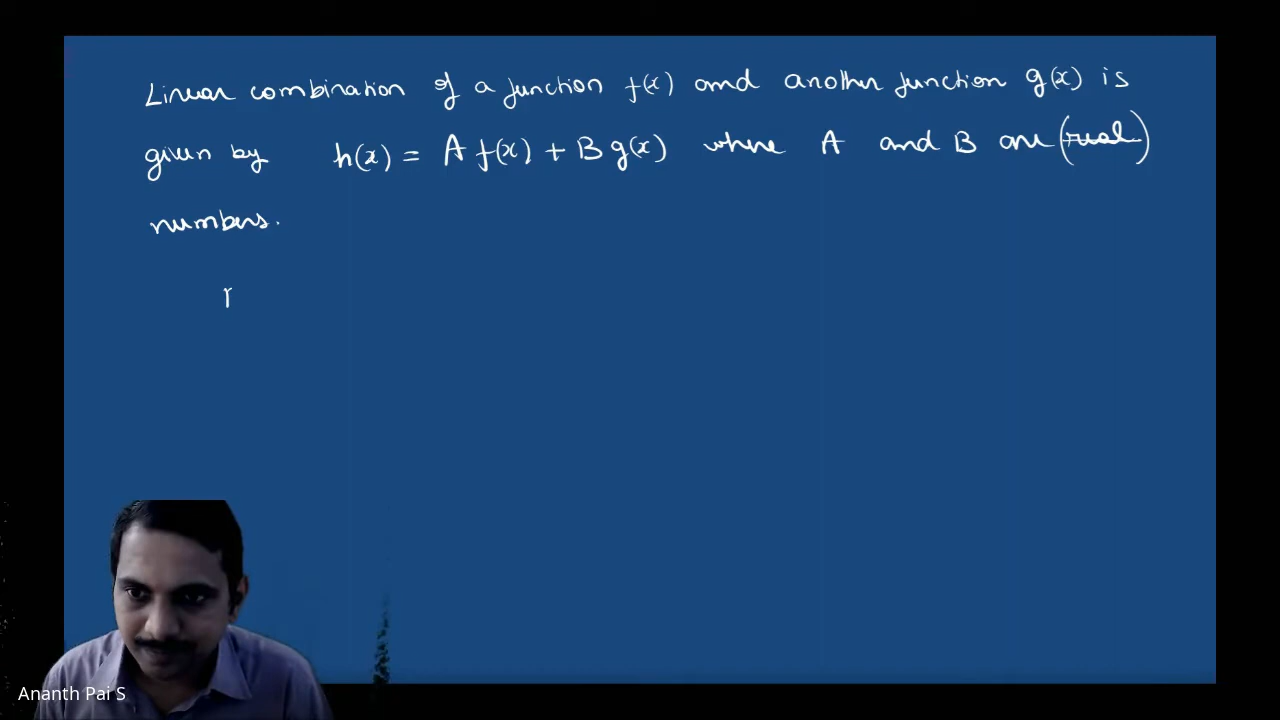 Linear combination of a function f(x) and another function g(x) is
given by h(x) = A f(x) + B g(x) where A and B are (real)
numbers.
Ananth Pai S